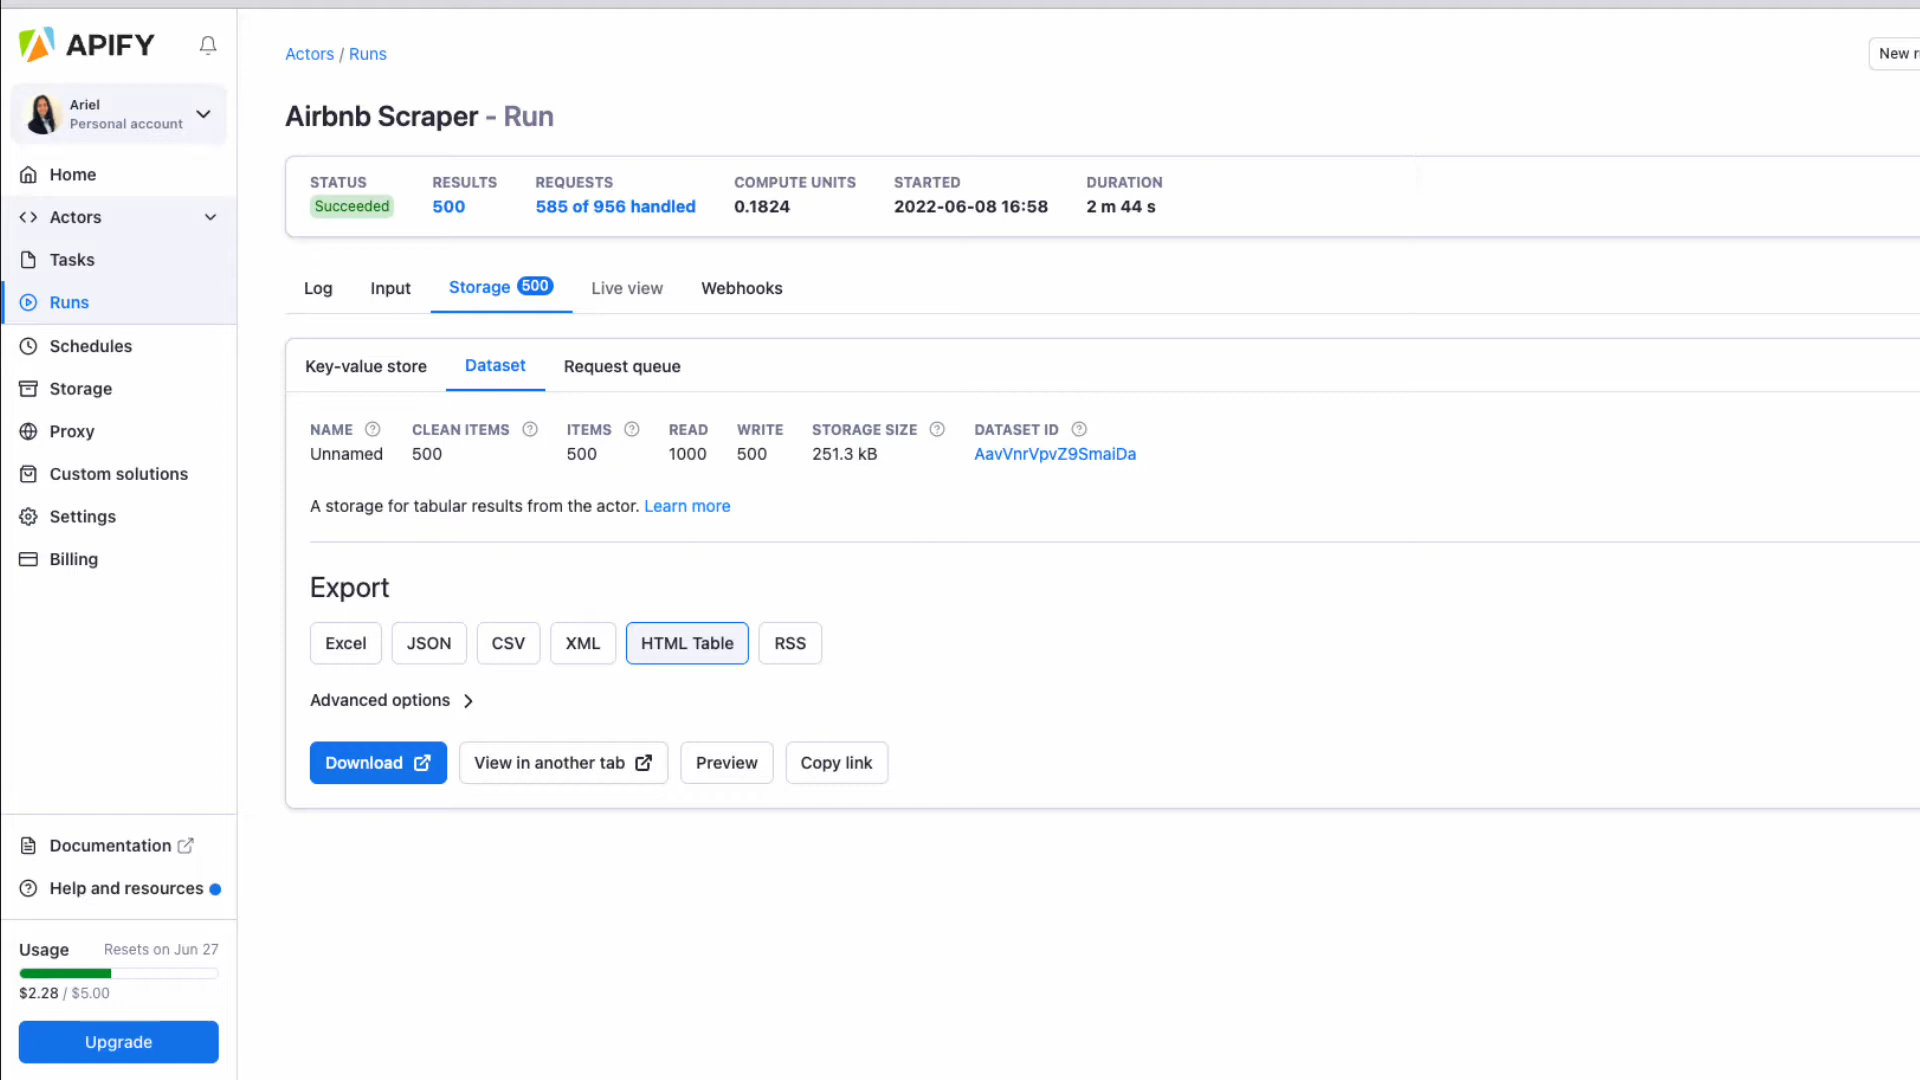 APIFY
Ariel
Personal account
Home
Actors
Tasks
Runs
Schedules
Storage
Proxy
Custom solutions
Settings
Billing
Documentation
Help and resources
Usage Resets on Jun 27
$2.28 / $5.00
Upgrade
Actors / Runs
New r
Airbnb Scraper - Run
STATUS RESULTS REQUESTS COMPUTE UNITS STARTED DURATION
Succeeded 500 585 of 956 handled 0.1824 2022-06-08 16:58 2 m 44 s
Log Input Storage 500 Live view Webhooks
Key-value store Dataset Request queue
NAME CLEAN ITEMS ITEMS READ WRITE STORAGE SIZE DATASET ID
Unnamed 500 500 1000 500 251.3 kB AavVnrVpvZ9SmaiDa
A storage for tabular results from the actor. Learn more
Export
Excel JSON CSV XML HTML Table RSS
Advanced options
Download View in another tab Preview Copy link